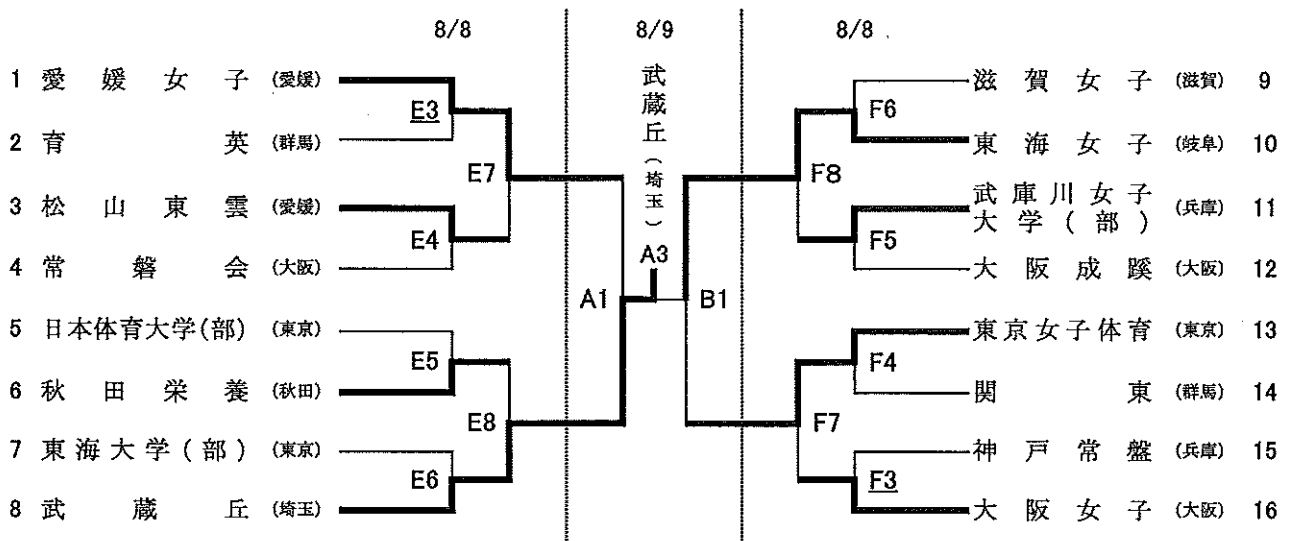 8/8 8/9 8/8
1 愛媛女子 (愛媛)
2 育英 (群馬)
3 松山東雲 (愛媛)
4 常磐会 (大阪)
5 日本体育大学(部) (東京)
6 秋田栄養 (秋田)
7 東海大学(部) (東京)
8 武蔵丘 (埼玉)
E3
E7
E4
E5
E8
E6
A1
武蔵丘(埼玉)
A3
B1
F6
F8
F5
F4
F7
F3
滋賀女子 (滋賀) 9
東海女子 (岐阜) 10
武庫川女子
大学(部) (兵庫) 11
大阪成蹊 (大阪) 12
東京女子体育 (東京) 13
関東 (群馬) 14
神戸常盤 (兵庫) 15
大阪女子 (大阪) 16